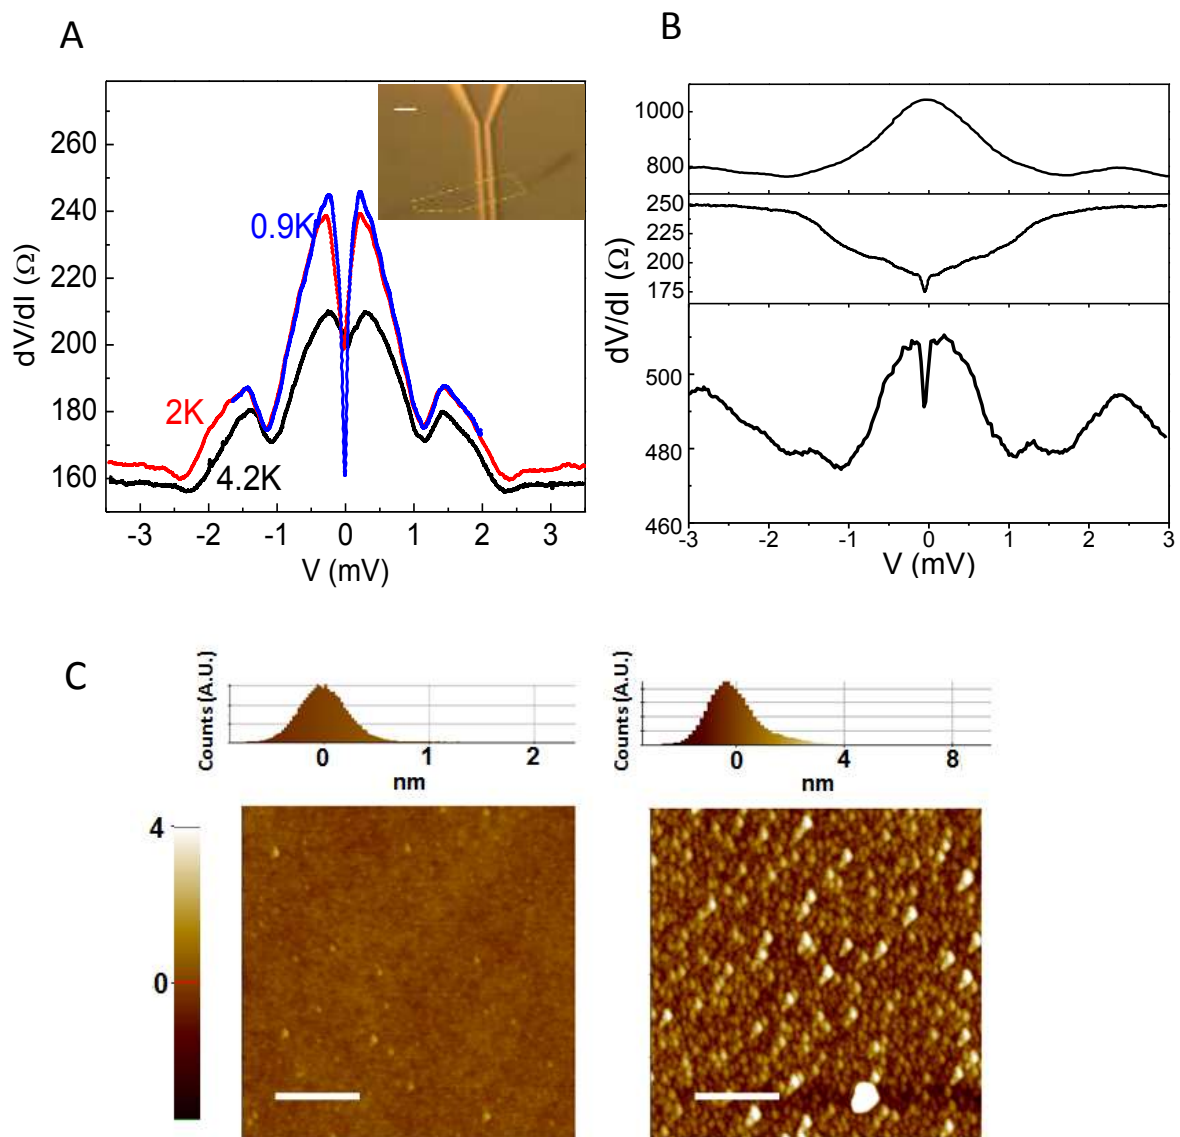 A
B
dV/dI (Ω)
260
240
220
200
180
160
0.9K
2K
4.2K
-3 -2 -1 0 1 2 3
V (mV)
dV/dI (Ω)
1000
800
250
225
200
175
500
480
460
-3 -2 -1 0 1 2 3
V (mV)
C
Counts (A.U.)
0 1 2
nm
Counts (A.U.)
0 4 8
nm
4
0